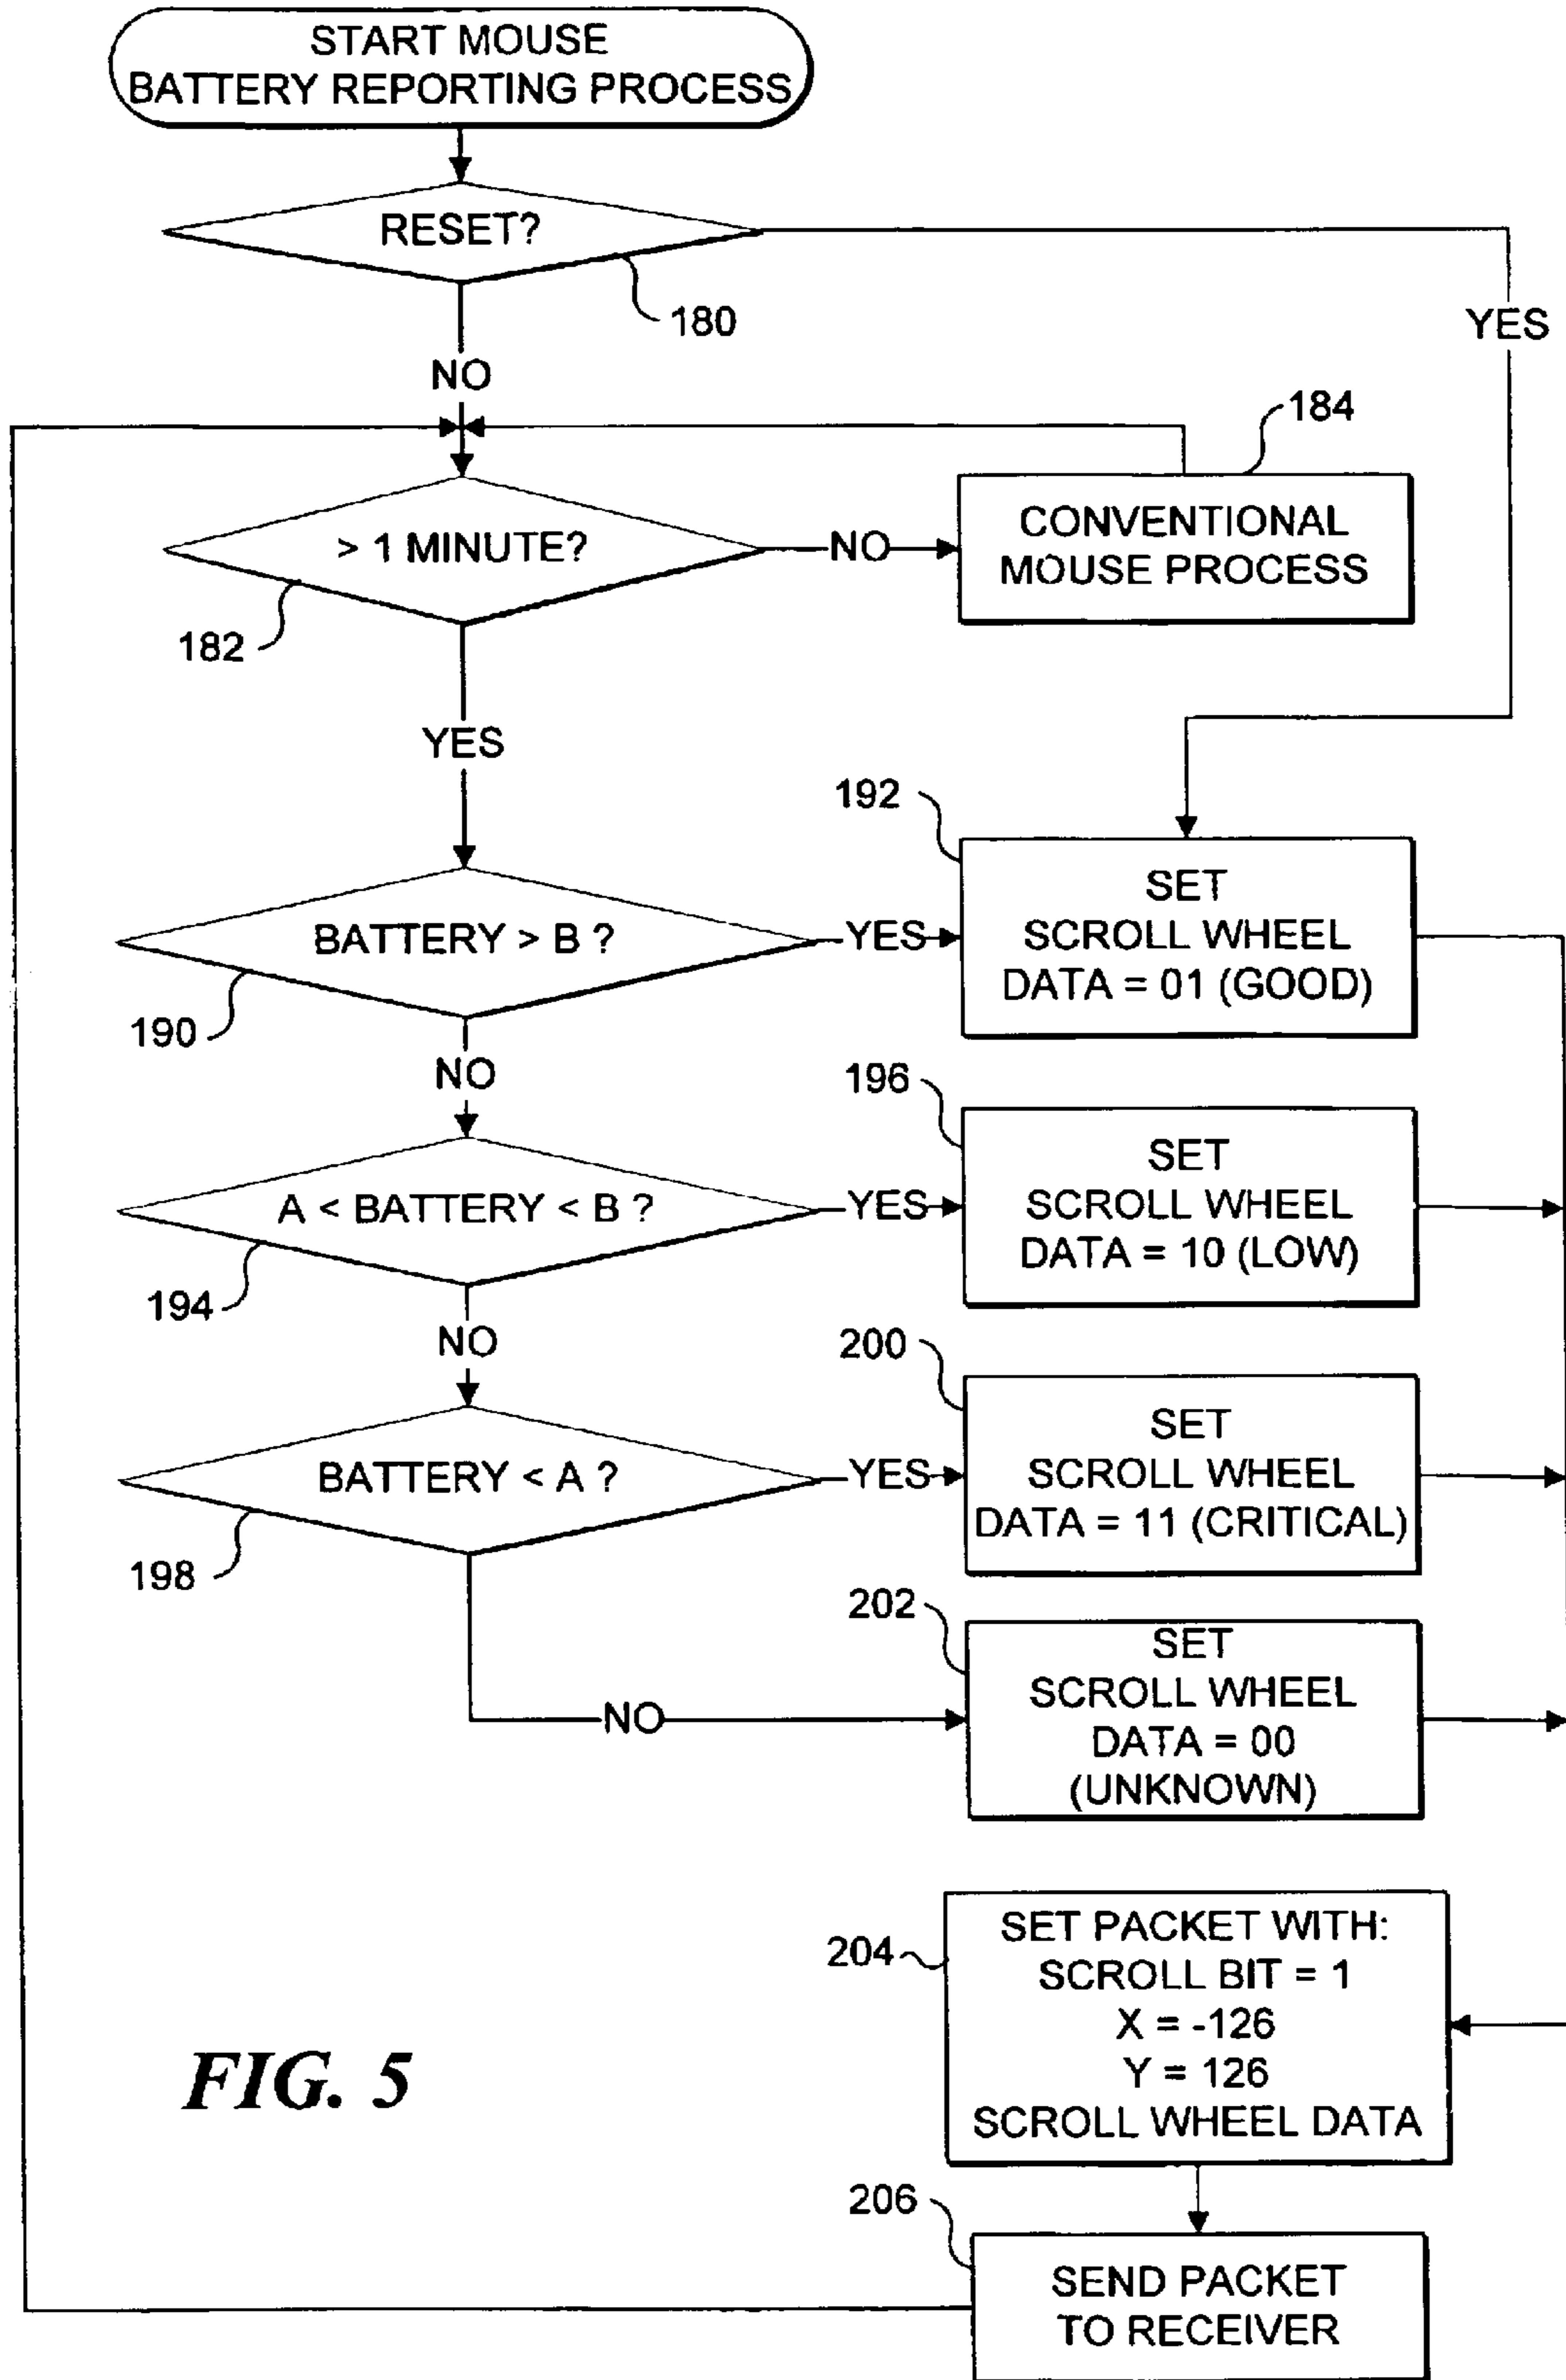 START MOUSE
BATTERY REPORTING PROCESS
RESET?
180
YES
NO
184
> 1 MINUTE?
NO
CONVENTIONAL
MOUSE PROCESS
182
YES
192
BATTERY > B ?
YES
SET
SCROLL WHEEL
DATA = 01 (GOOD)
190
NO
196
A < BATTERY < B ?
YES
SET
SCROLL WHEEL
DATA = 10 (LOW)
194
NO
200
BATTERY < A ?
YES
SET
SCROLL WHEEL
DATA = 11 (CRITICAL)
198
202
NO
SET
SCROLL WHEEL
DATA = 00
(UNKNOWN)
204
SET PACKET WITH:
SCROLL BIT = 1
X = -126
Y = 126
SCROLL WHEEL DATA
FIG. 5
206
SEND PACKET
TO RECEIVER